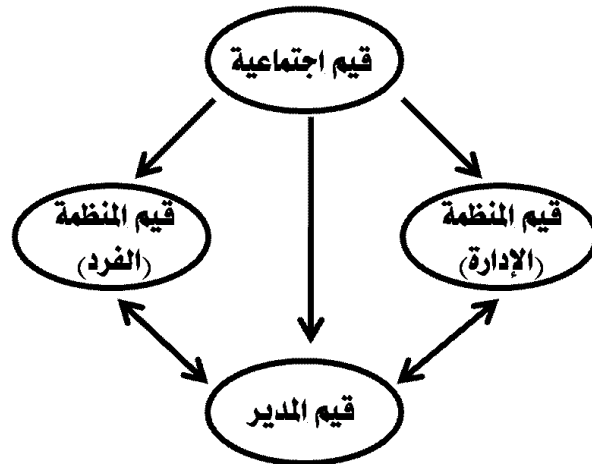 قيم اجتماعية
قيم المنظمة
(الإدارة)
قيم المنظمة
(الفرد)
قيم المدير